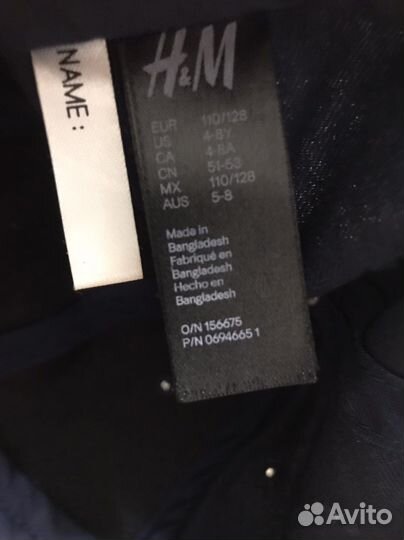 NAME:
H&M
EUR 110/128
US 4-8Y
CA 4-8A
CN 51-53
MX 110/128
AUS 5-8
Made in
Bangladesh
Fabriqué en
Bangladesh
Hecho en
Bangladesh
O/N 156675
P/N 0694665 1
Avito